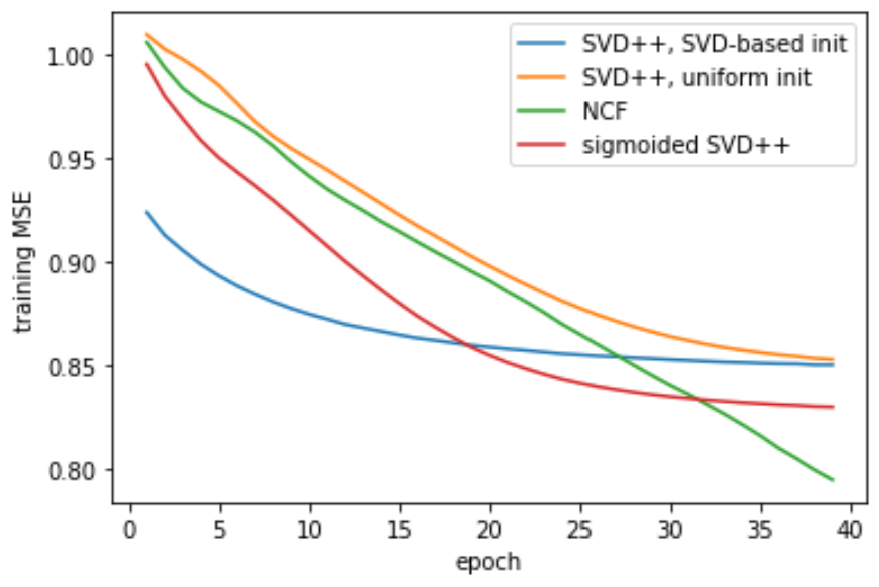 SVD++, SVD-based init
SVD++, uniform init
NCF
sigmoided SVD++
training MSE
1.00
0.95
0.90
0.85
0.80
0 5 10 15 20 25 30 35 40
epoch